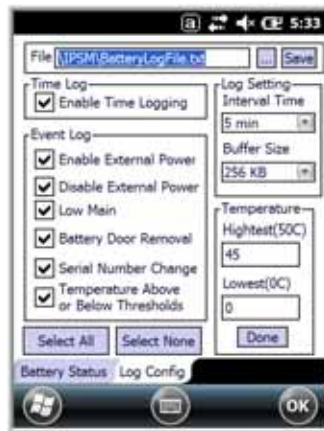 a 5:33
File \IPSM\BatteryLogFile.txt ... Save
Time Log
Enable Time Logging
Event Log
Enable External Power
Disable External Power
Low Main
Battery Door Removal
Serial Number Change
Temperature Above
or Below Thresholds
Select All Select None
Log Setting
Interval Time
5 min
Buffer Size
256 KB
Temperature
Hightest(50C)
45
Lowest(0C)
0
Done
Battery Status Log Config
OK